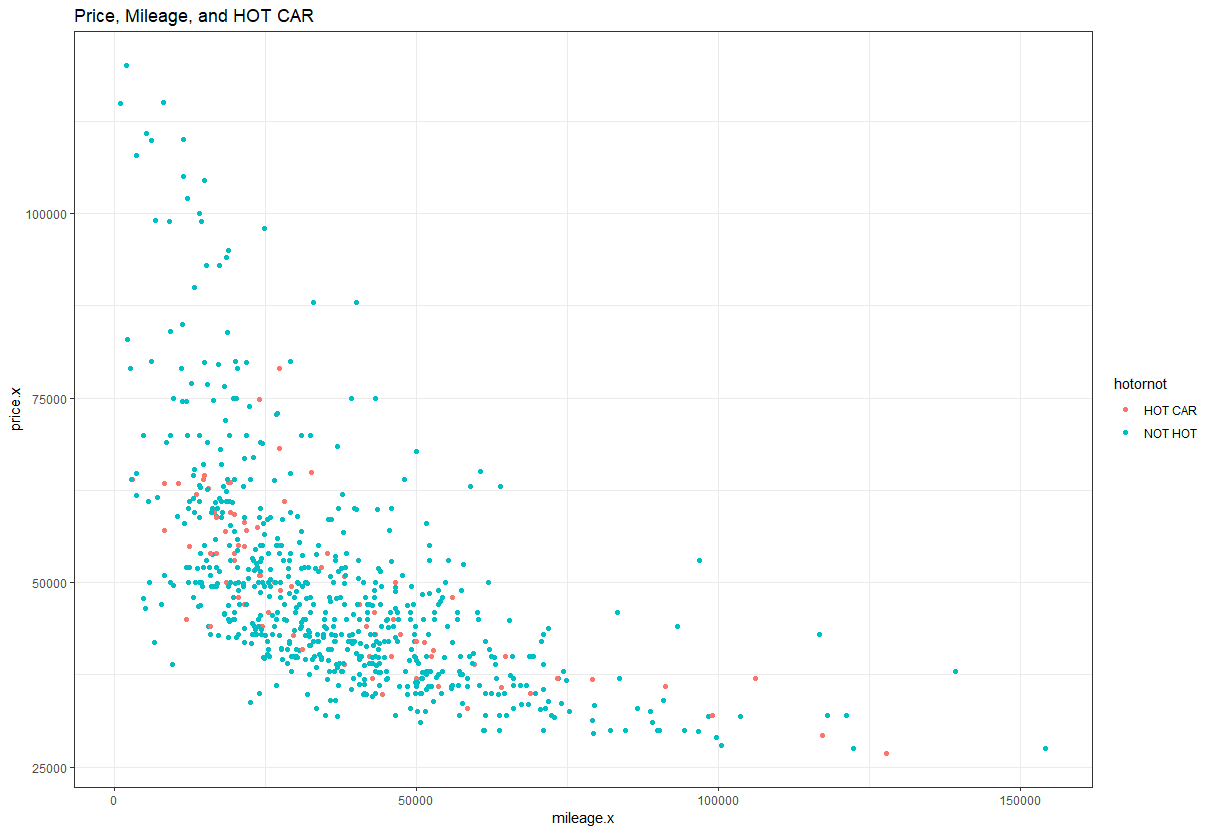 Price, Mileage, and HOT CAR
price.x
100000
75000
50000
25000
0
50000
100000
150000
mileage.x
hotornot
HOT CAR
NOT HOT